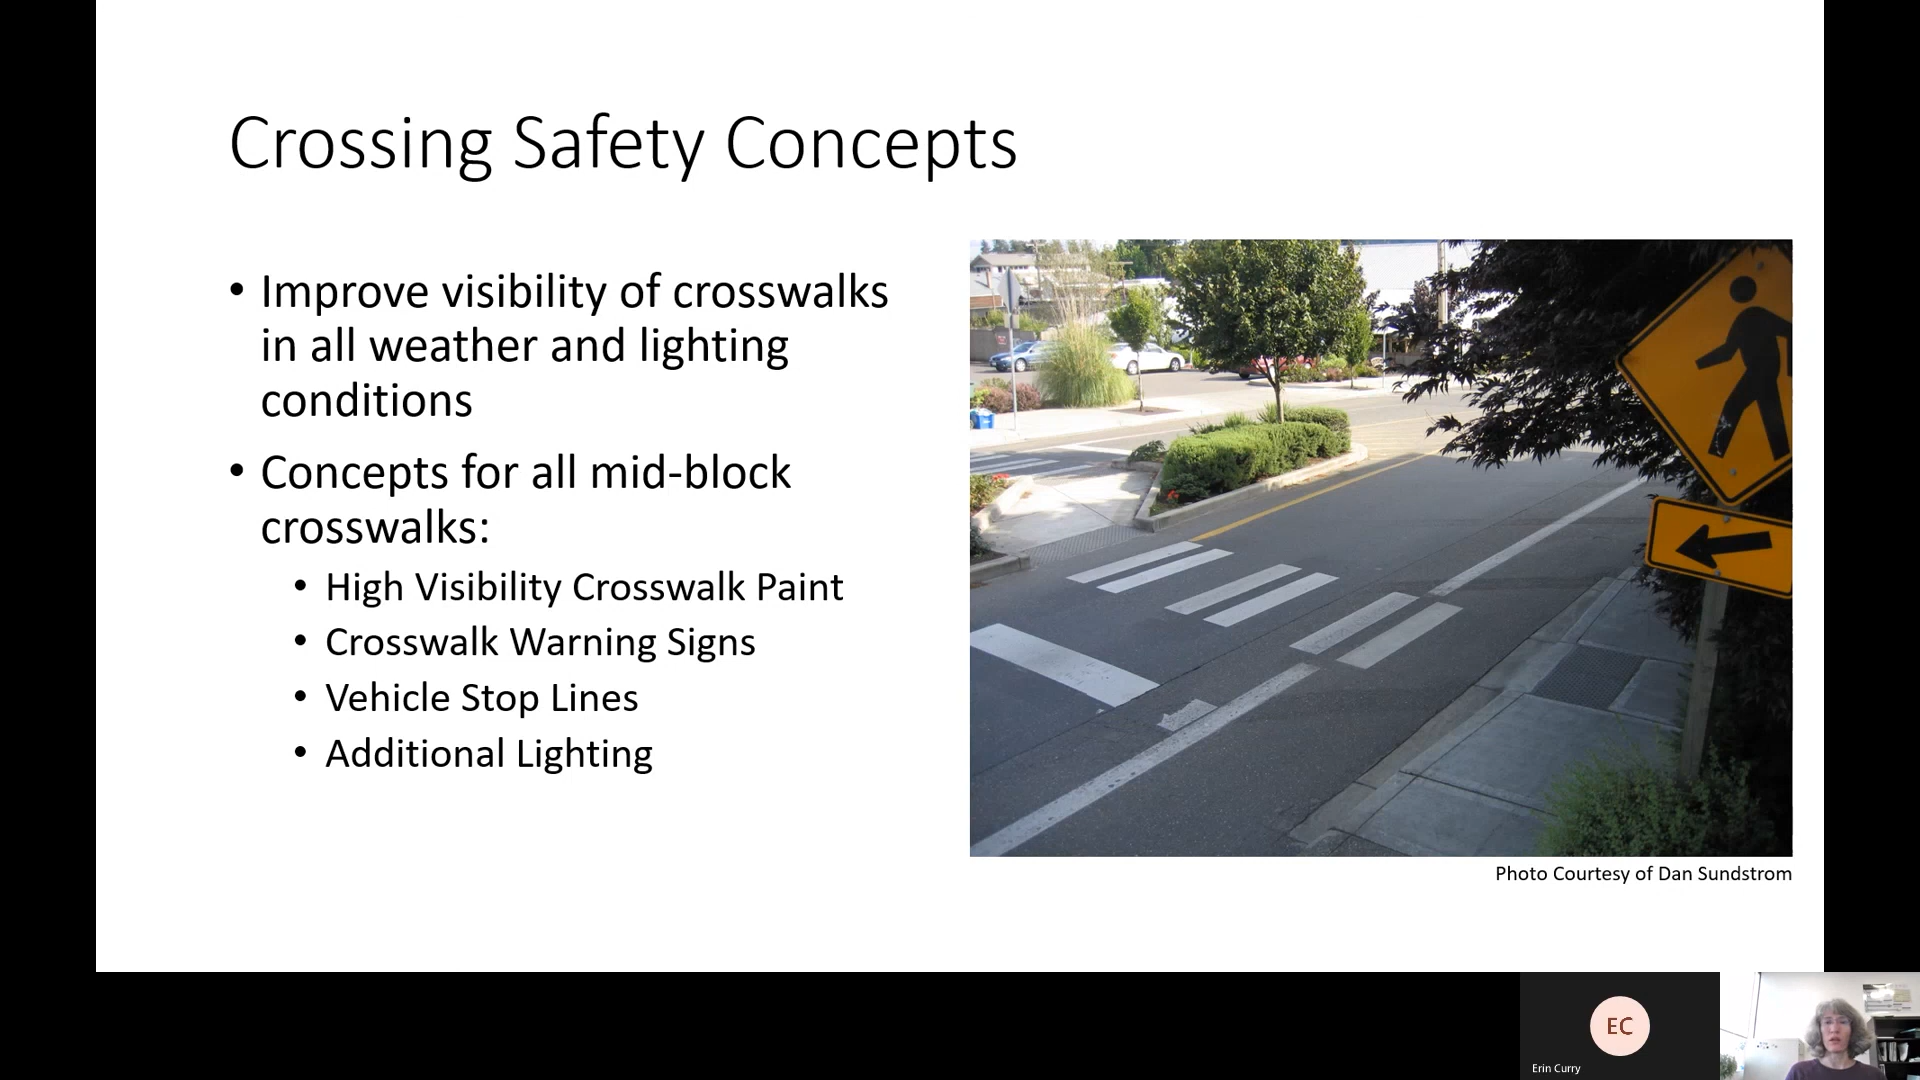 Crossing Safety Concepts
• Improve visibility of crosswalks
in all weather and lighting
conditions
• Concepts for all mid-block
crosswalks:
• High Visibility Crosswalk Paint
• Crosswalk Warning Signs
• Vehicle Stop Lines
• Additional Lighting
Photo Courtesy of Dan Sundstrom
EC
Erin Curry